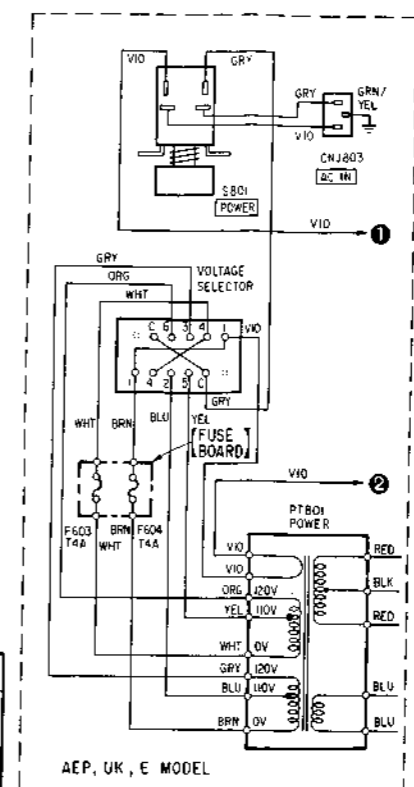 VIO GRY
GRY GRN/
YEL
VIO
CNJ803
AC IN
S801
POWER
VIO 1
GRY
ORG VOLTAGE
SELECTOR
WHT
C 6 3 4 1 VIO
1 4 2 5 C
GRY
WHT BRN BLU YEL
FUSE
BOARD
VIO 2
PT801
POWER
F603 BRN F604
T4A WHT T4A
VIO RED
VIO
ORG 120V BLK
YEL 110V
RED
WHT 0V
GRY 120V
BLU 110V BLU
BRN 0V BLU
AEP, UK, E MODEL